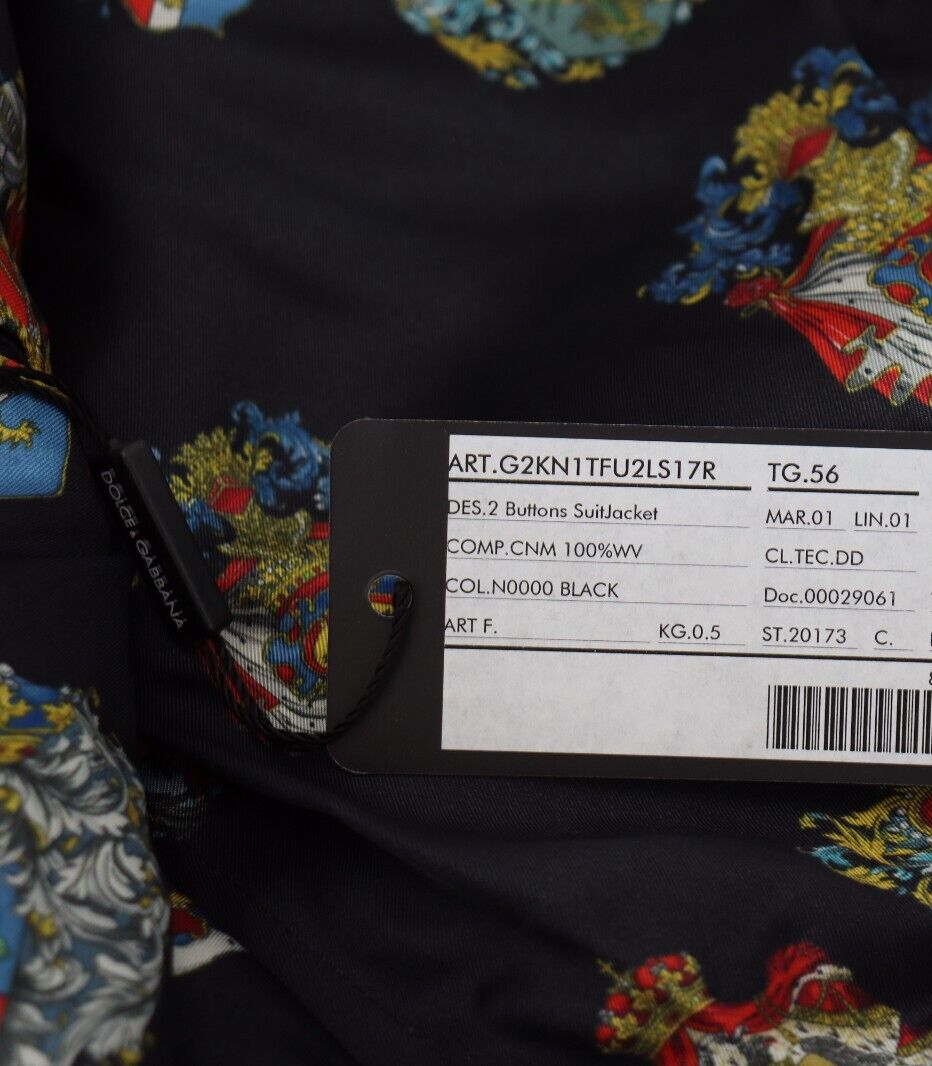 DOLCE & GABBANA
ART.G2KN1TFU2LS17R TG.56
DES.2 Buttons SuitJacket MAR.01 LIN.01
COMP.CNM 100%WV CL.TEC.DD
COL.N0000 BLACK Doc.00029061
ART F. KG.0.5 ST.20173 C.